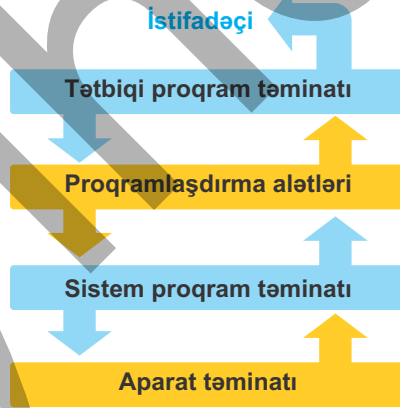 İstifadəçi
Tətbiqi proqram təminatı
Proqramlaşdırma alətləri
Sistem proqram təminatı
Aparat təminatı